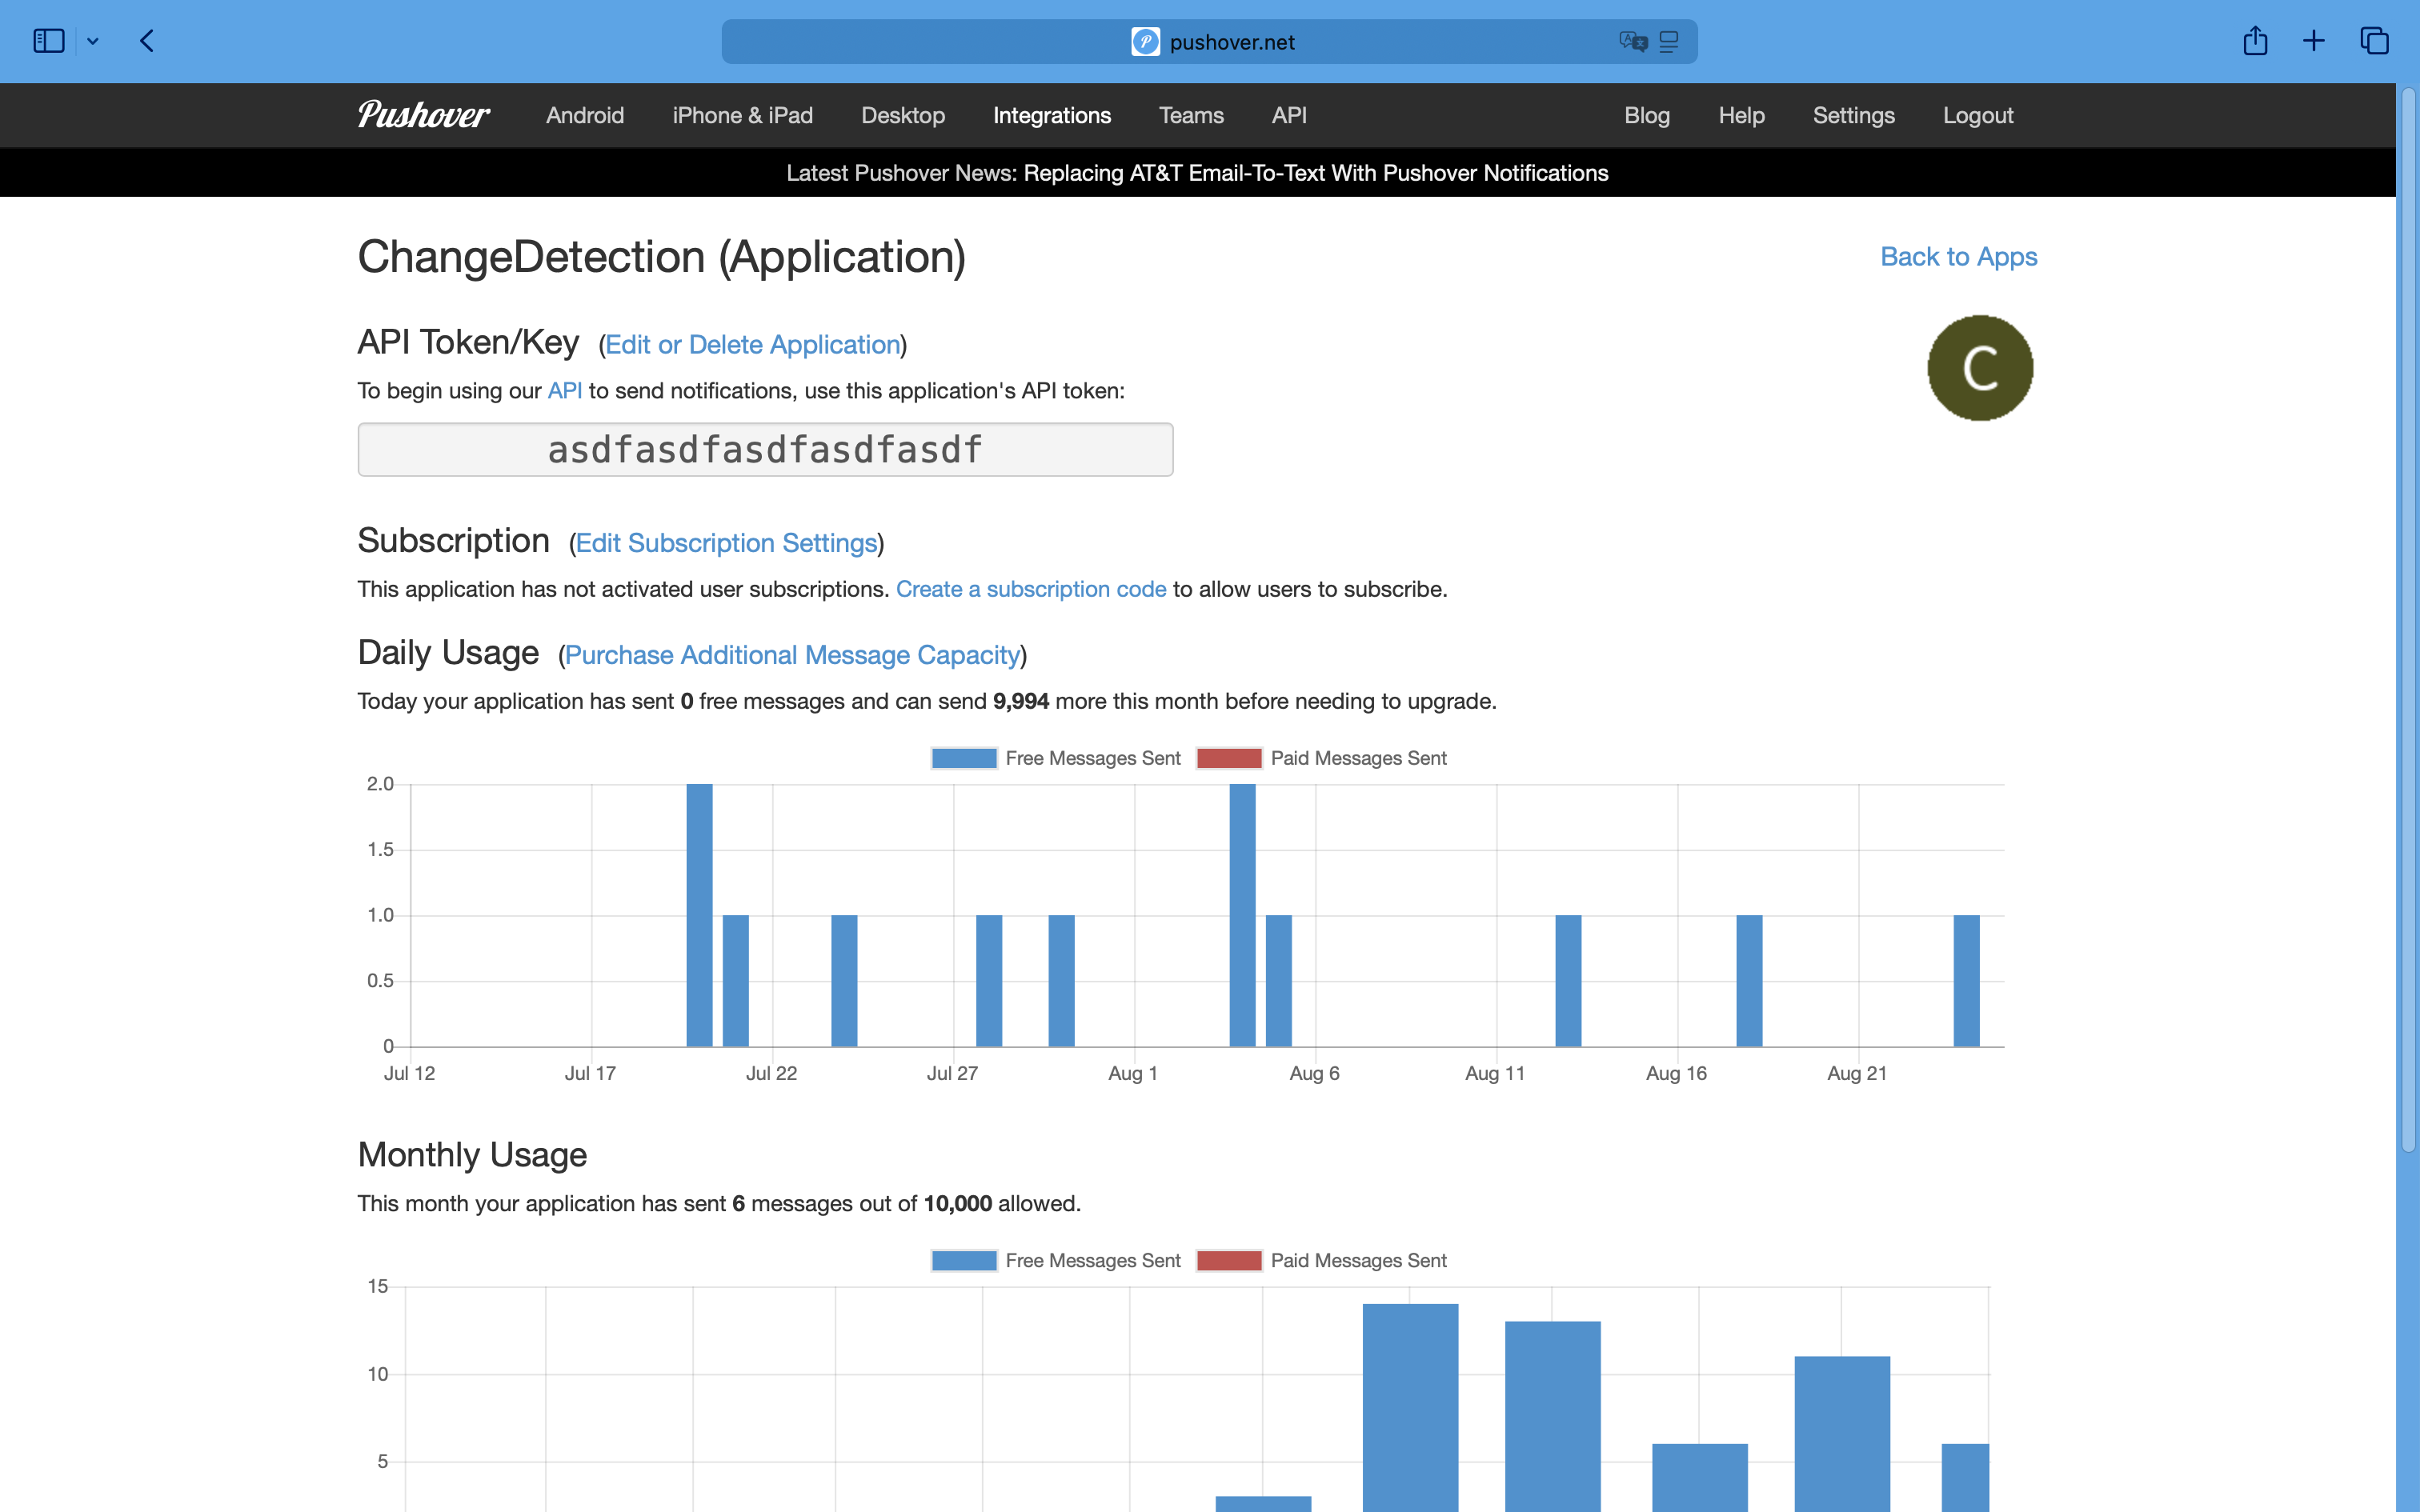 pushover.net
Pushover Android iPhone & iPad Desktop Integrations Teams API Blog Help Settings Logout
Latest Pushover News: Replacing AT&T Email-To-Text With Pushover Notifications
ChangeDetection (Application) Back to Apps
API Token/Key (Edit or Delete Application)
C
To begin using our API to send notifications, use this application's API token:
asdfasdfasdfasdfasdf
Subscription (Edit Subscription Settings)
This application has not activated user subscriptions. Create a subscription code to allow users to subscribe.
Daily Usage (Purchase Additional Message Capacity)
Today your application has sent 0 free messages and can send 9,994 more this month before needing to upgrade.
Free Messages Sent Paid Messages Sent
2.0
1.5
1.0
0.5
0
Jul 12 Jul 17 Jul 22 Jul 27 Aug 1 Aug 6 Aug 11 Aug 16 Aug 21
Monthly Usage
This month your application has sent 6 messages out of 10,000 allowed.
Free Messages Sent Paid Messages Sent
15
10
5